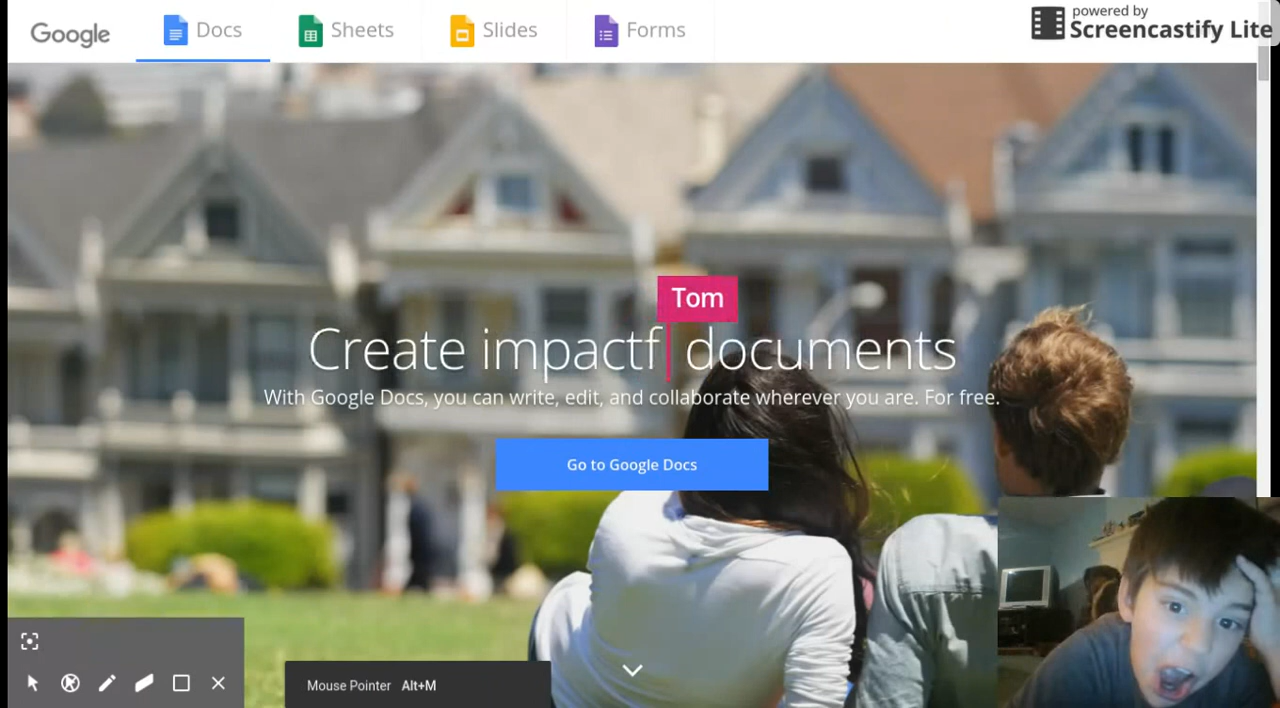 Google
Docs
Sheets
Slides
Forms
powered by
Screencastify Lite
Tom
Create impactf documents
With Google Docs, you can write, edit, and collaborate wherever you are. For free.
Go to Google Docs
Mouse Pointer Alt+M